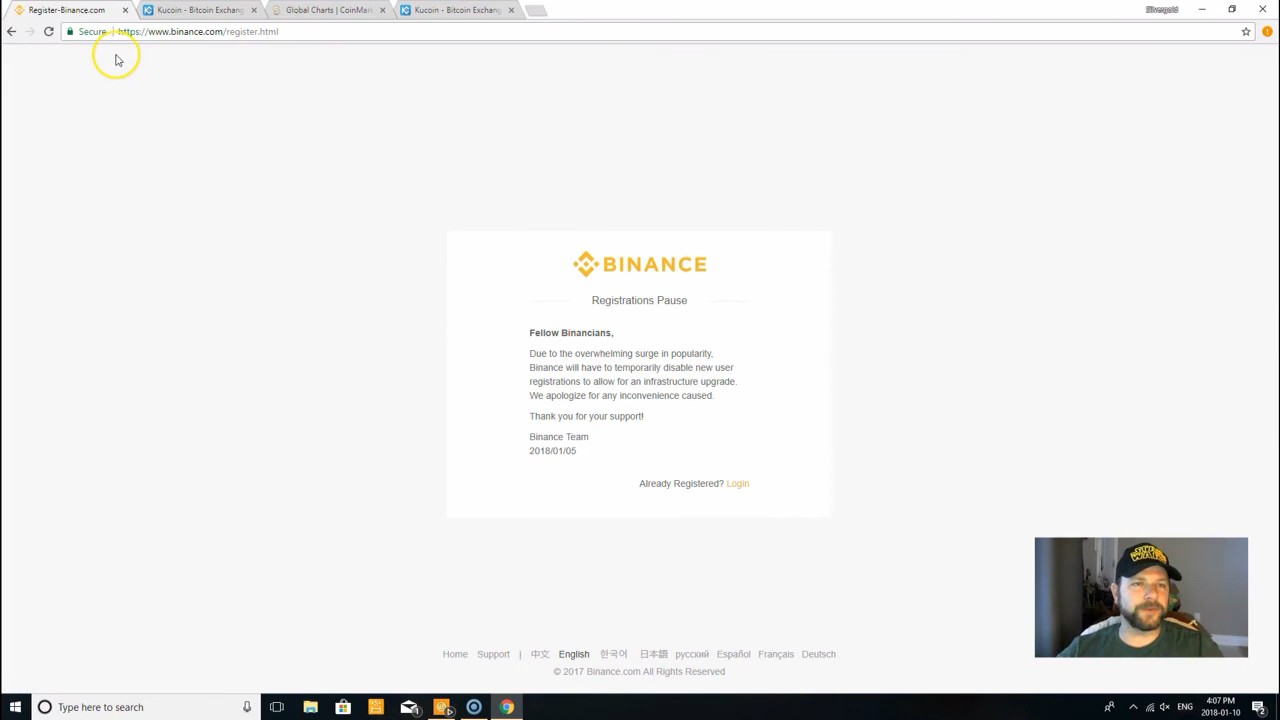 Register-Binance.com
Kucoin - Bitcoin Exchang
Global Charts | CoinMark
Kucoin - Bitcoin Exchang
Silvergold
Secure | https://www.binance.com/register.html
BINANCE
Registrations Pause
Fellow Binancians,
Due to the overwhelming surge in popularity,
Binance will have to temporarily disable new user
registrations to allow for an infrastructure upgrade.
We apologize for any inconvenience caused.
Thank you for your support!
Binance Team
2018/01/05
Already Registered? Login
Home Support | 中文 English 한국어 日本語 русский Español Français Deutsch
© 2017 Binance.com All Rights Reserved
Type here to search
ENG
4:07 PM
2018-01-10